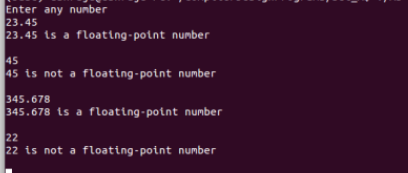 Enter any number
23.45
23.45 is a floating-point number
45
45 is not a floating-point number
345.678
345.678 is a floating-point number
22
22 is not a floating-point number